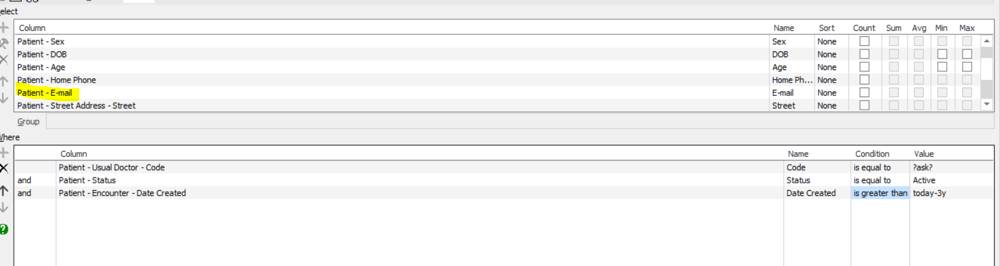 elect
Column Name Sort Count Sum Avg Min Max
Patient - Sex Sex None
Patient - DOB DOB None
Patient - Age Age None
Patient - Home Phone Home Ph... None
Patient - E-mail E-mail None
Patient - Street Address - Street Street None
Group
Where
Column Name Condition Value
Patient - Usual Doctor - Code Code is equal to ?ask?
and Patient - Status Status is equal to Active
and Patient - Encounter - Date Created Date Created is greater than today-3y